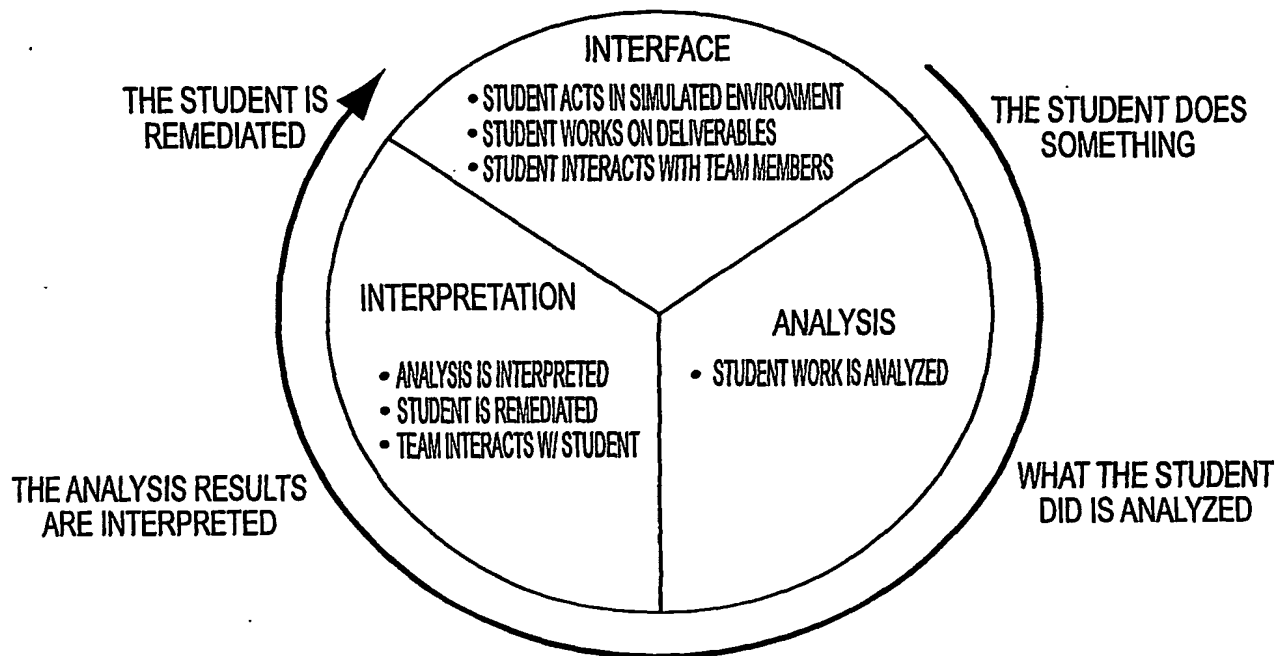 INTERFACE
• STUDENT ACTS IN SIMULATED ENVIRONMENT
• STUDENT WORKS ON DELIVERABLES
• STUDENT INTERACTS WITH TEAM MEMBERS
THE STUDENT IS
REMEDIATED
THE STUDENT DOES
SOMETHING
INTERPRETATION
• ANALYSIS IS INTERPRETED
• STUDENT IS REMEDIATED
• TEAM INTERACTS W/ STUDENT
ANALYSIS
• STUDENT WORK IS ANALYZED
THE ANALYSIS RESULTS
ARE INTERPRETED
WHAT THE STUDENT
DID IS ANALYZED